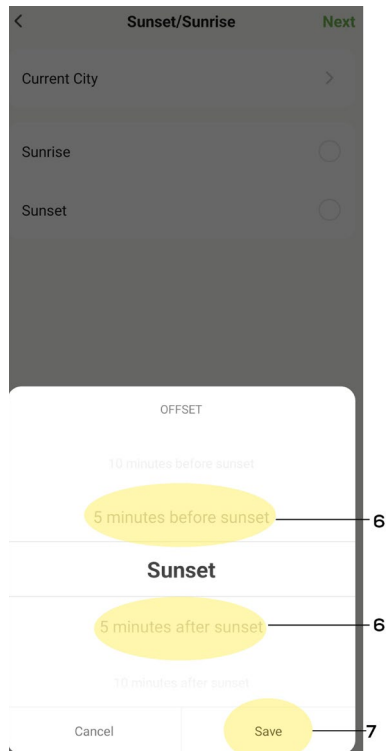 < Sunset/Sunrise Next
Current City >
Sunrise
Sunset
OFFSET
10 minutes before sunset
5 minutes before sunset 6
Sunset
5 minutes after sunset 6
10 minutes after sunset
Cancel Save 7